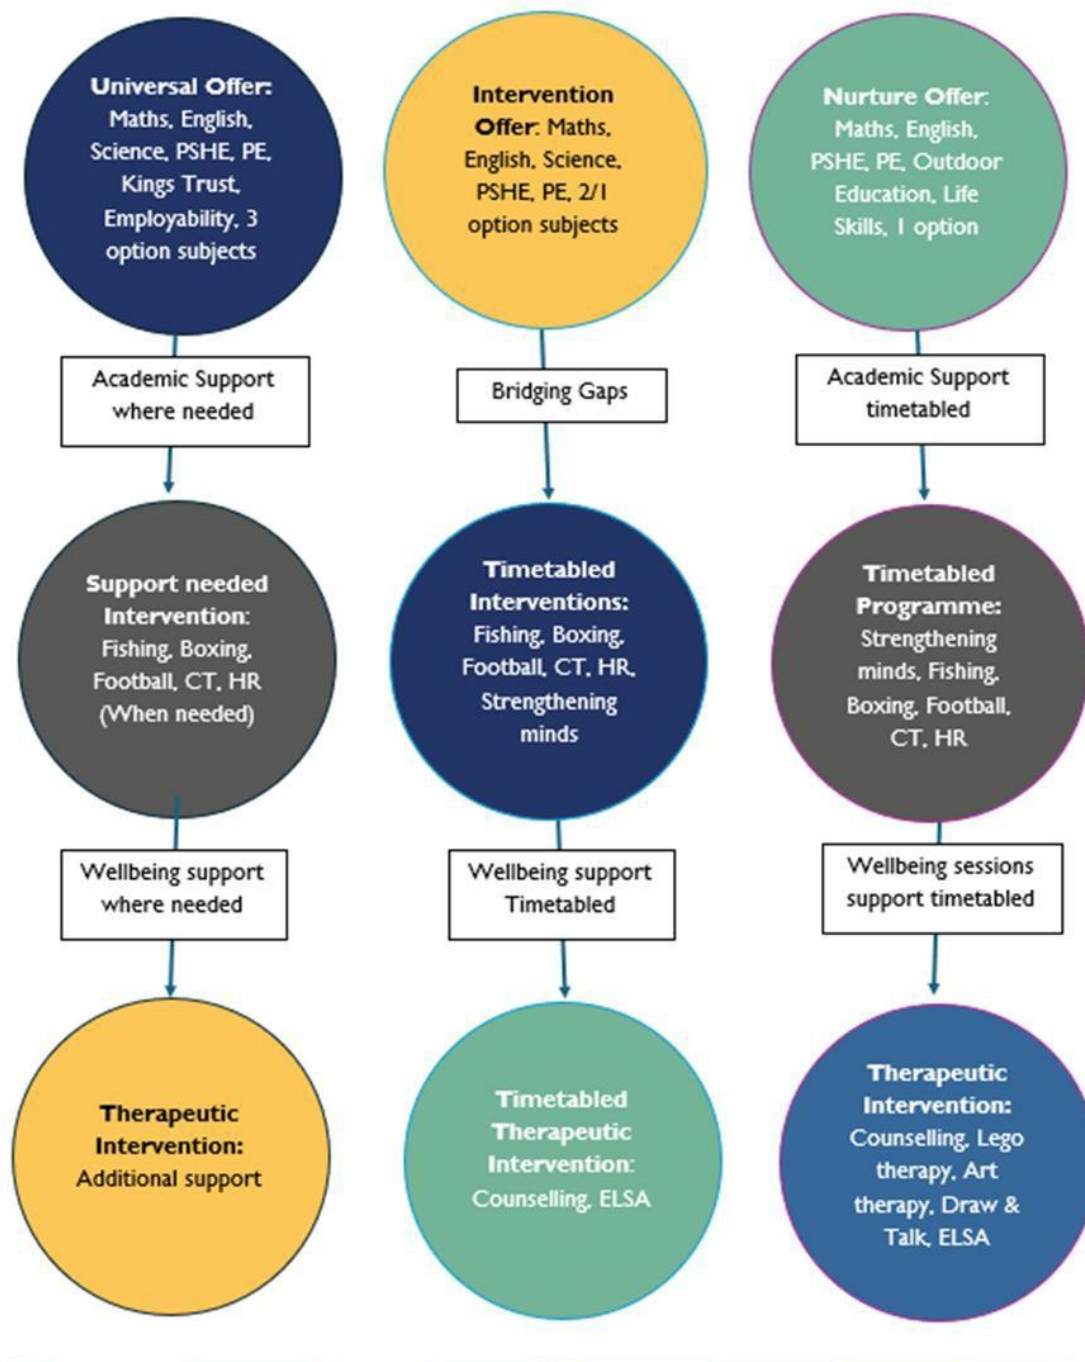 Universal Offer:
Maths, English,
Science, PSHE, PE,
Kings Trust,
Employability, 3
option subjects
Academic Support
where needed
Support needed
Intervention:
Fishing, Boxing,
Football, CT, HR
(When needed)
Wellbeing support
where needed
Therapeutic
Intervention:
Additional support
Intervention
Offer: Maths,
English, Science,
PSHE, PE, 2/1
option subjects
Bridging Gaps
Timetabled
Interventions:
Fishing, Boxing,
Football, CT, HR,
Strengthening
minds
Wellbeing support
Timetabled
Timetabled
Therapeutic
Intervention:
Counselling, ELSA
Nurture Offer:
Maths, English,
PSHE, PE, Outdoor
Education, Life
Skills, 1 option
Academic Support
timetabled
Timetabled
Programme:
Strengthening
minds, Fishing,
Boxing, Football,
CT, HR
Wellbeing sessions
support timetabled
Therapeutic
Intervention:
Counselling, Lego
therapy, Art
therapy, Draw &
Talk, ELSA